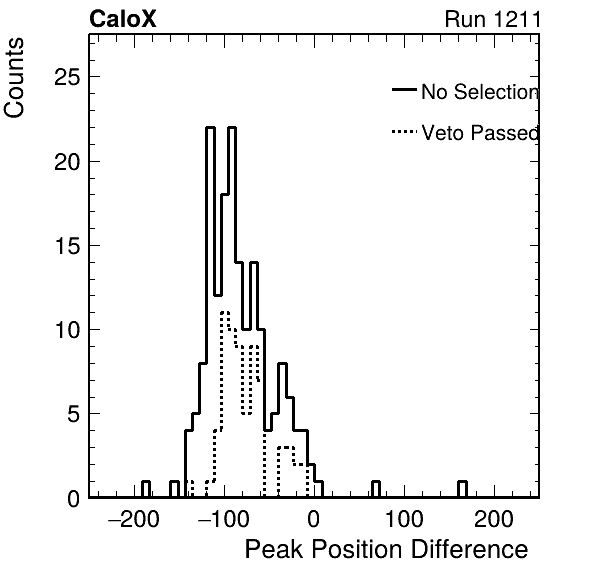 CaloX Run 1211
Counts
No Selection
Veto Passed
25
20
15
10
5
0
−200 −100 0 100 200
Peak Position Difference